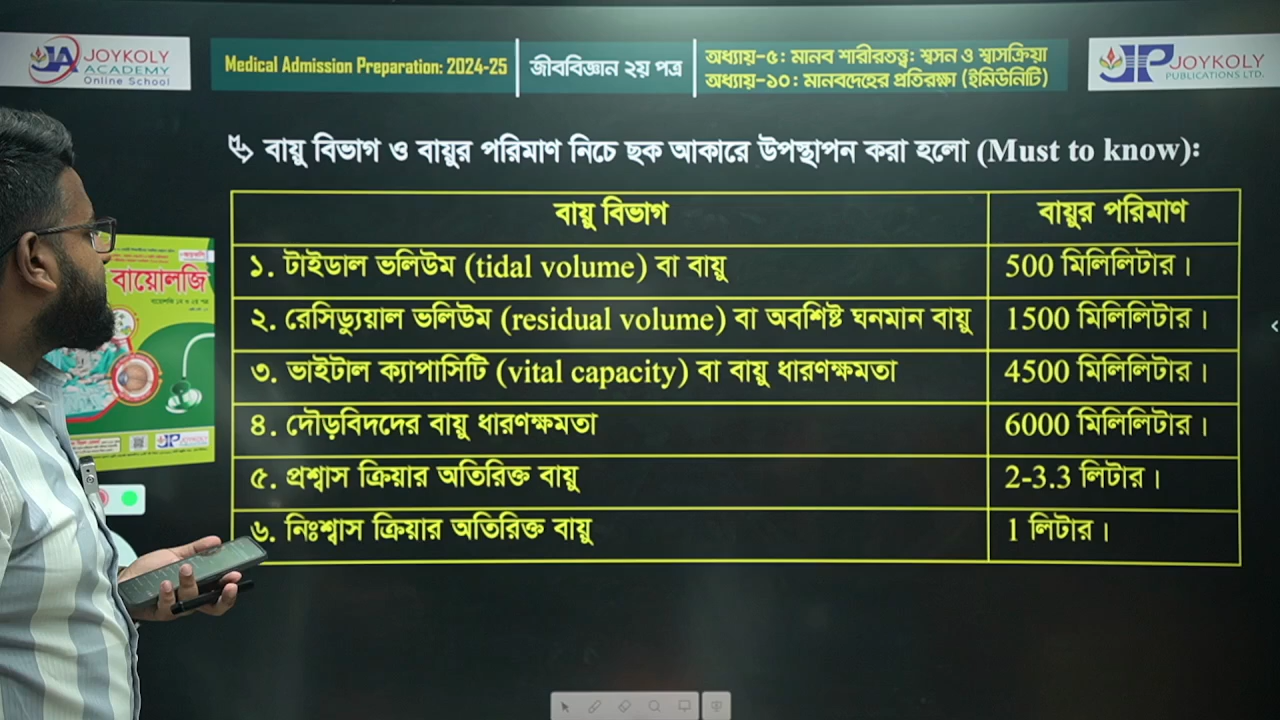 JOYKOLY
ACADEMY
Online School
Medical Admission Preparation: 2024-25
জীববিজ্ঞান ২য় পত্র
অধ্যায়-৫: মানব শারীরতত্ত্ব: শ্বসন ও শ্বাসক্রিয়া
অধ্যায়-১০: মানবদেহের প্রতিরক্ষা (ইমিউনিটি)
JOYKOLY
PUBLICATIONS LTD.
বায়ু বিভাগ ও বায়ুর পরিমাণ নিচে ছক আকারে উপস্থাপন করা হলো (Must to know):
বায়ু বিভাগ বায়ুর পরিমাণ
১. টাইডাল ভলিউম (tidal volume) বা বায়ু 500 মিলিলিটার।
২. রেসিড্যুয়াল ভলিউম (residual volume) বা অবশিষ্ট ঘনমান বায়ু 1500 মিলিলিটার।
৩. ভাইটাল ক্যাপাসিটি (vital capacity) বা বায়ু ধারণক্ষমতা 4500 মিলিলিটার।
৪. দৌড়বিদদের বায়ু ধারণক্ষমতা 6000 মিলিলিটার।
৫. প্রশ্বাস ক্রিয়ার অতিরিক্ত বায়ু 2-3.3 লিটার।
৬. নিঃশ্বাস ক্রিয়ার অতিরিক্ত বায়ু 1 লিটার।
বায়োলজি